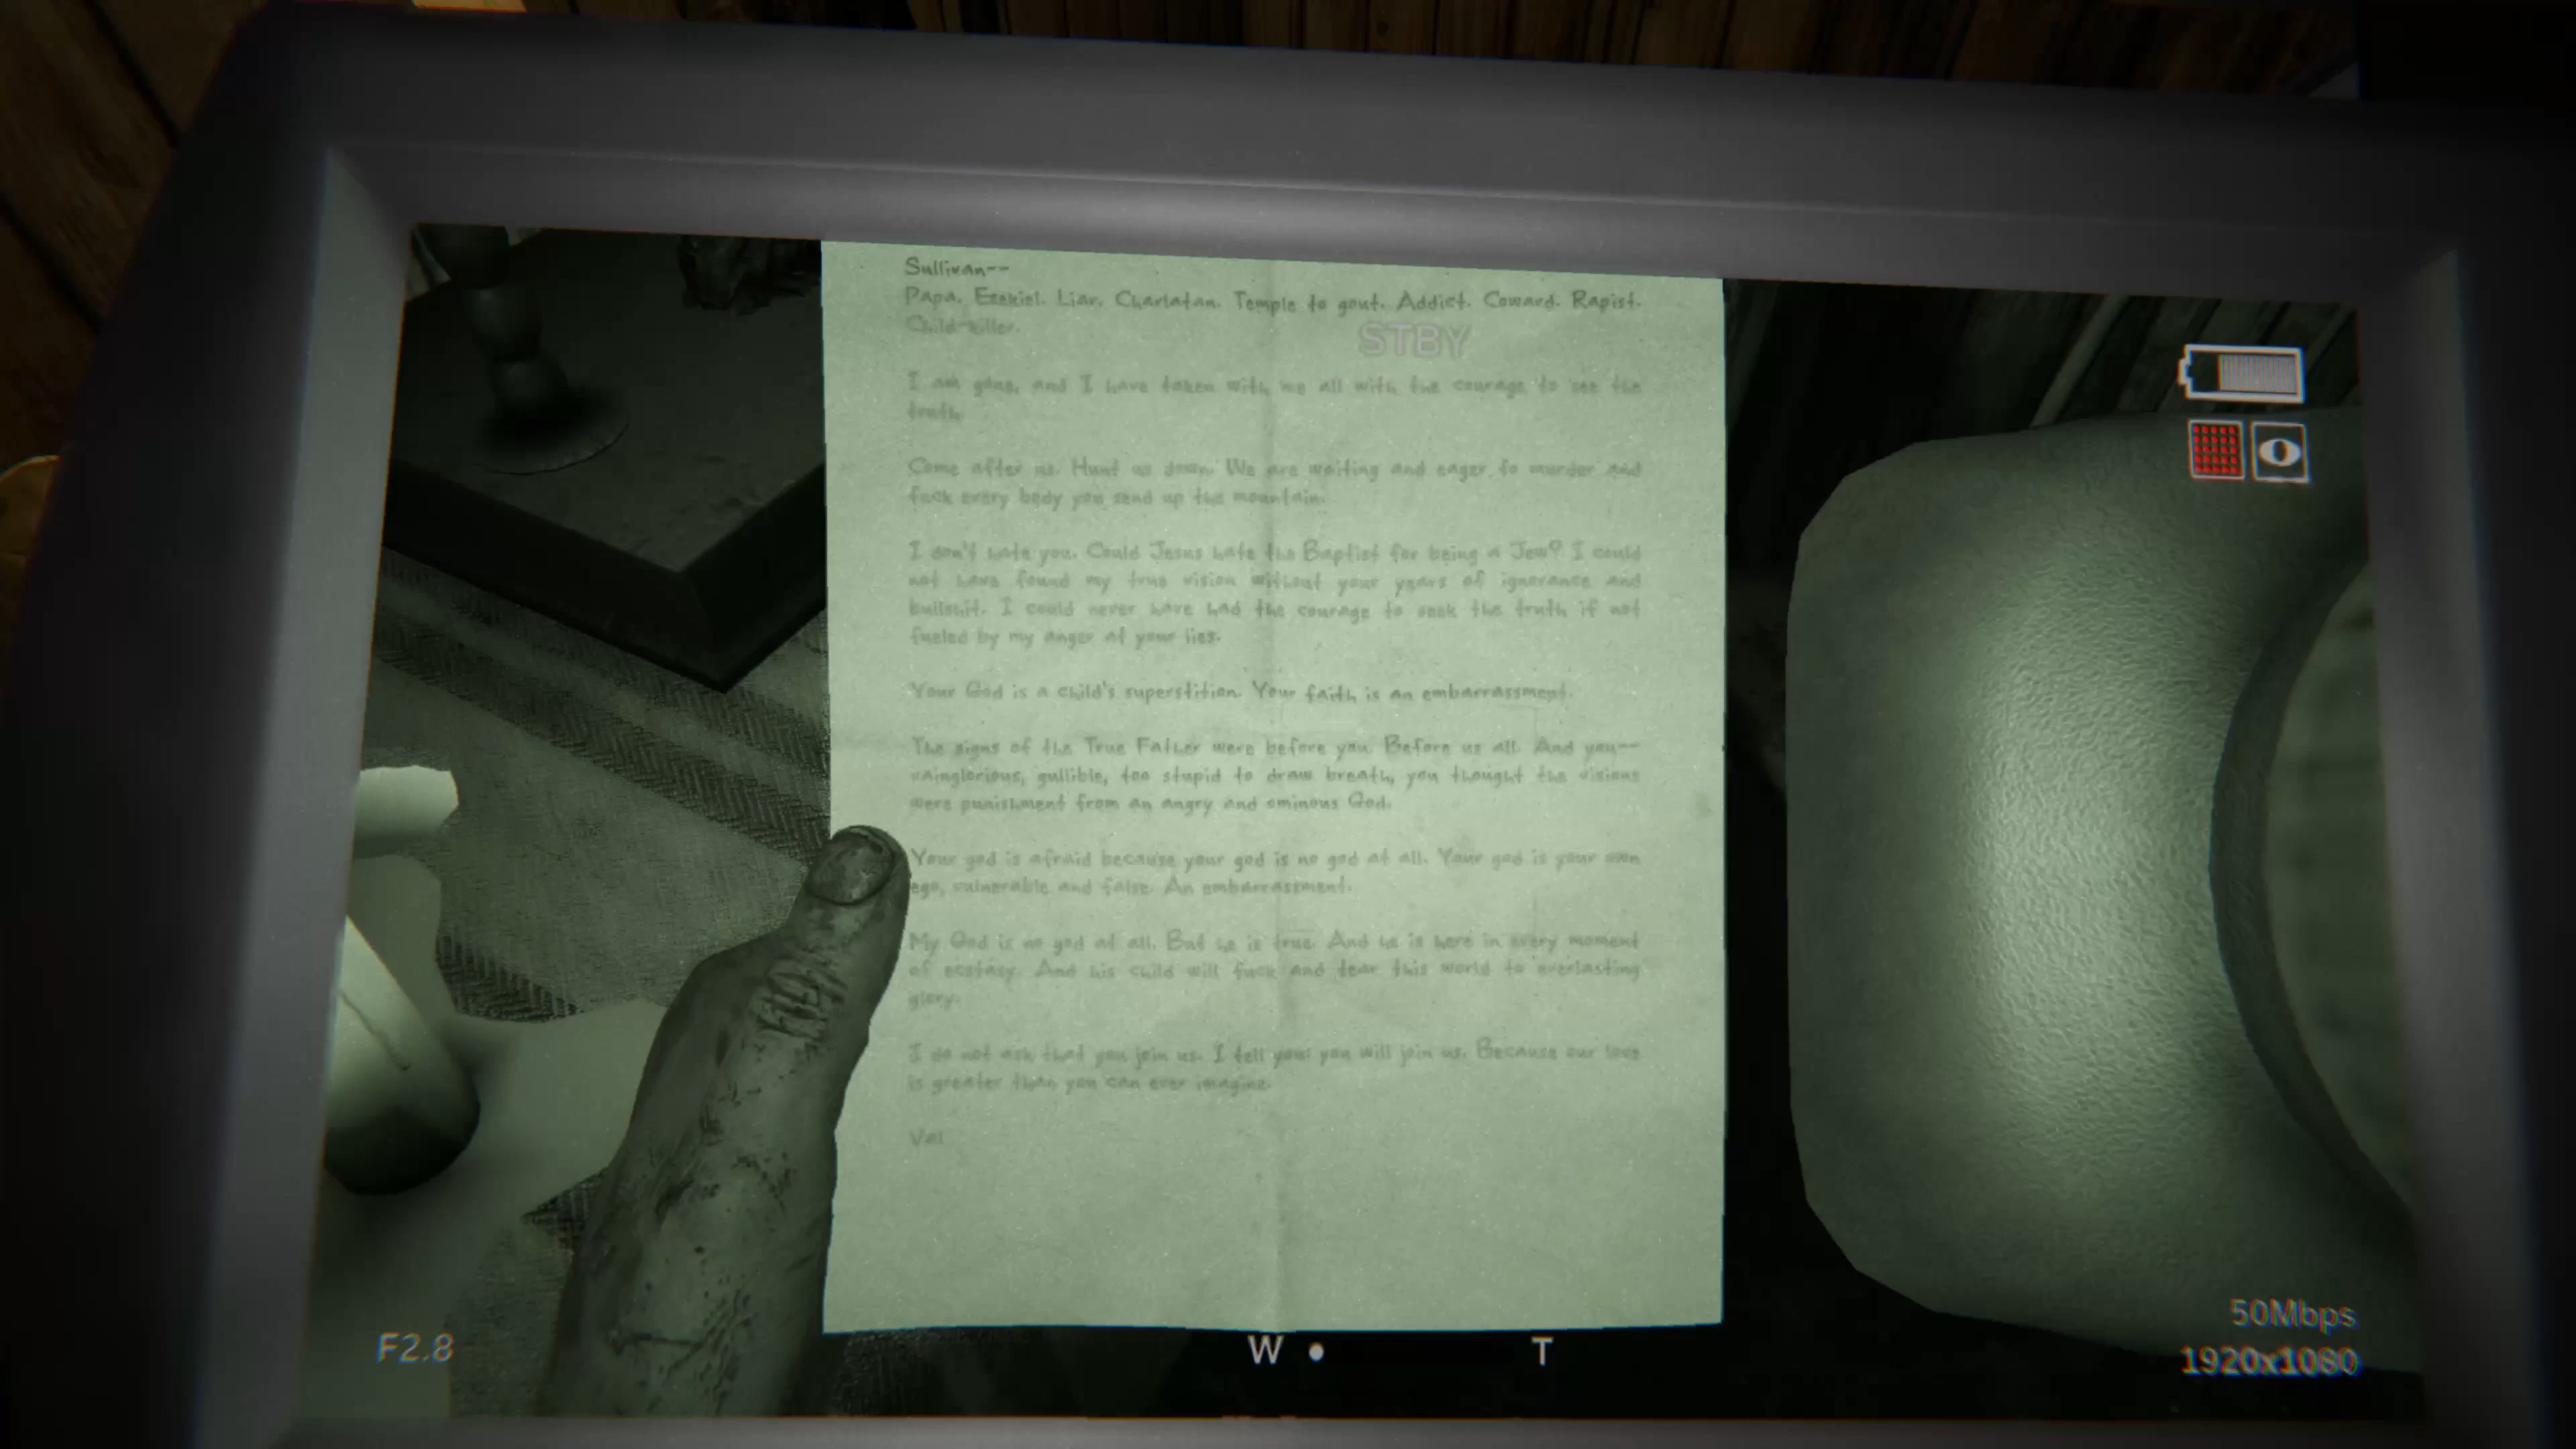 Sullivan--
Papa. Ezekiel. Liar. Charlatan. Temple to gout. Addict. Coward. Rapist.
Child-killer.
STBY
I am gone, and I have taken with me all with the courage to see the
truth.
Come after us. Hunt us down. We are waiting and eager to murder and
fuck every body you send up the mountain.
I don't hate you. Could Jesus hate the Baptist for being a Jew? I could
not have found my true vision without your years of ignorance and
bullshit. I could never have had the courage to seek the truth if not
fueled by my anger at your lies.
Your God is a child's superstition. Your faith is an embarrassment.
The signs of the True Father were before you. Before us all. And you--
vainglorious, gullible, too stupid to draw breath, you thought the visions
were punishment from an angry and ominous God.
Your god is afraid because your god is no god at all. Your god is your own
ego, vulnerable and false. An embarrassment.
My God is no god at all. But he is true. And he is here in every moment
of ecstasy. And his child will fuck and tear this world to everlasting
glory.
I do not ask that you join us. I tell you: you will join us. Because our love
is greater than you can ever imagine.
Val
F2.8
W T
50Mbps
1920x1080